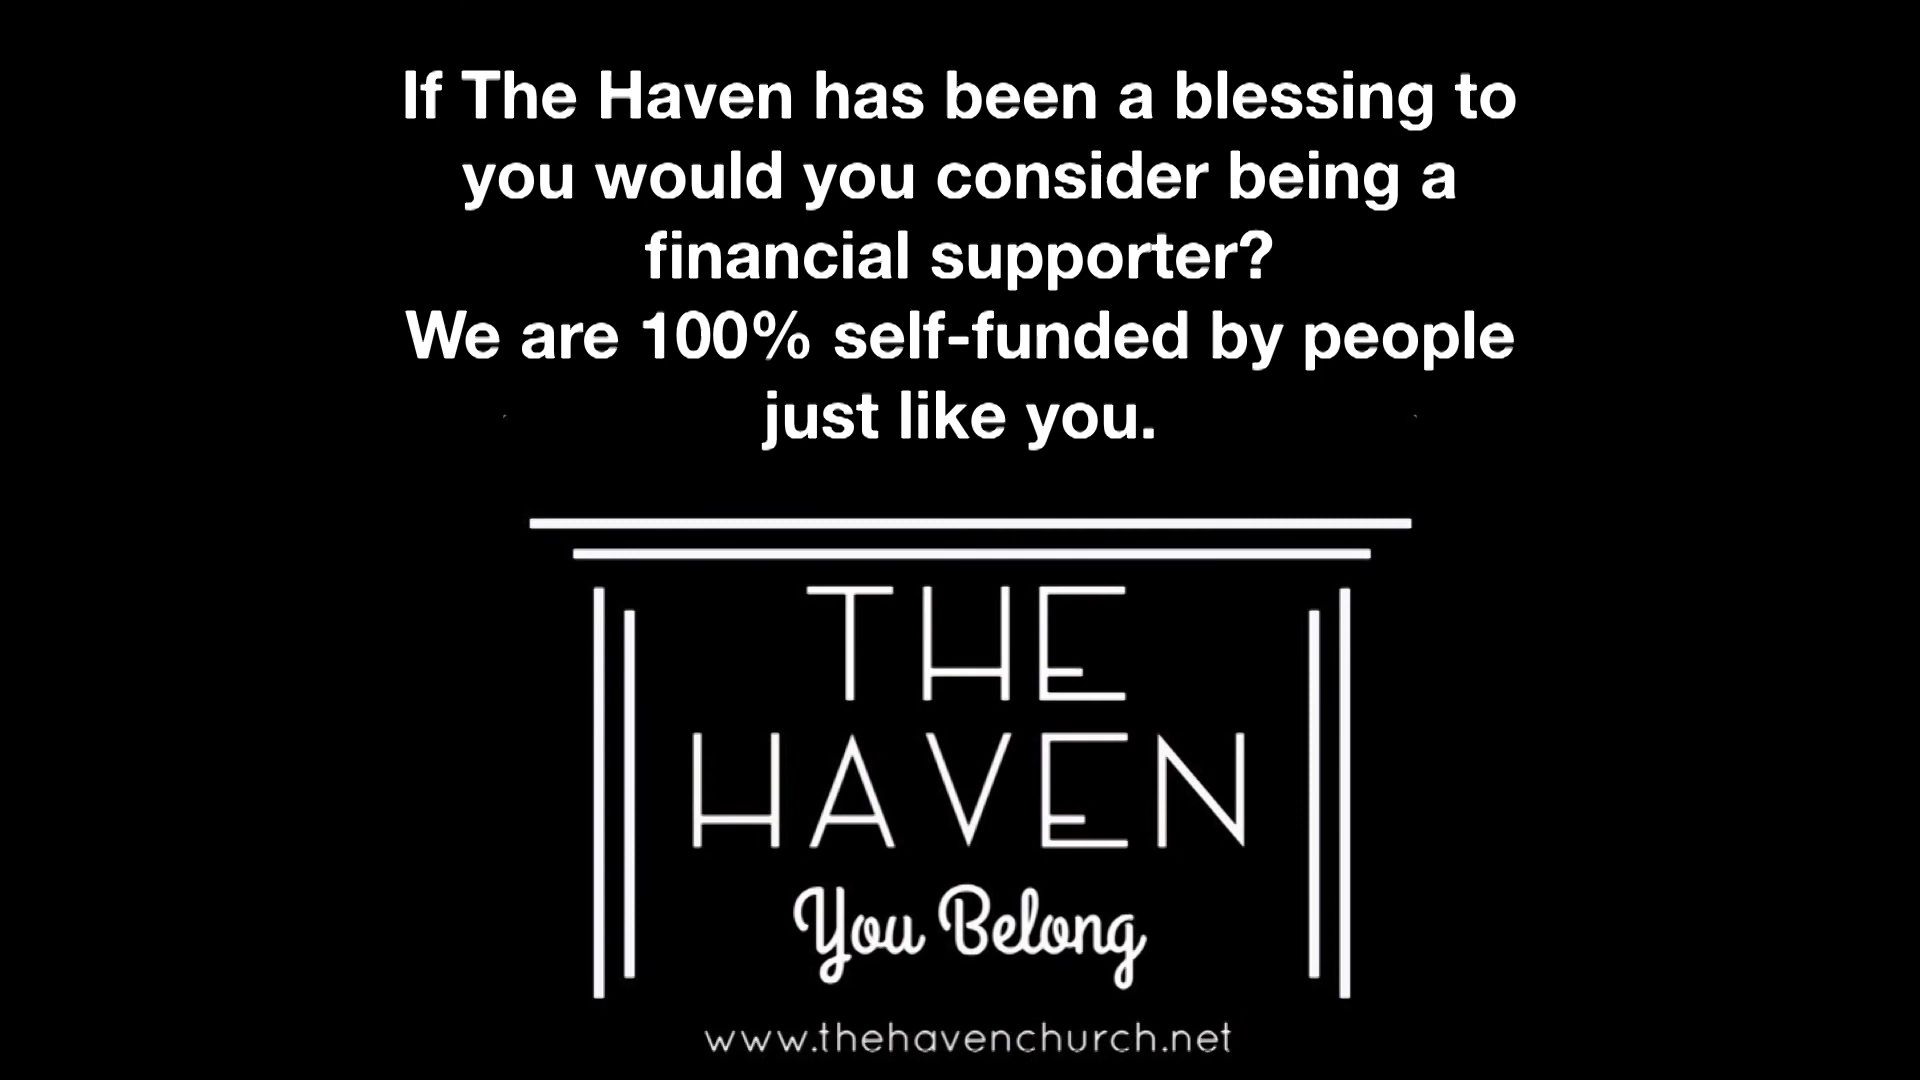 If The Haven has been a blessing to
you would you consider being a
financial supporter?
We are 100% self-funded by people
just like you.
THE
HAVEN
You Belong
www.thehavenchurch.net